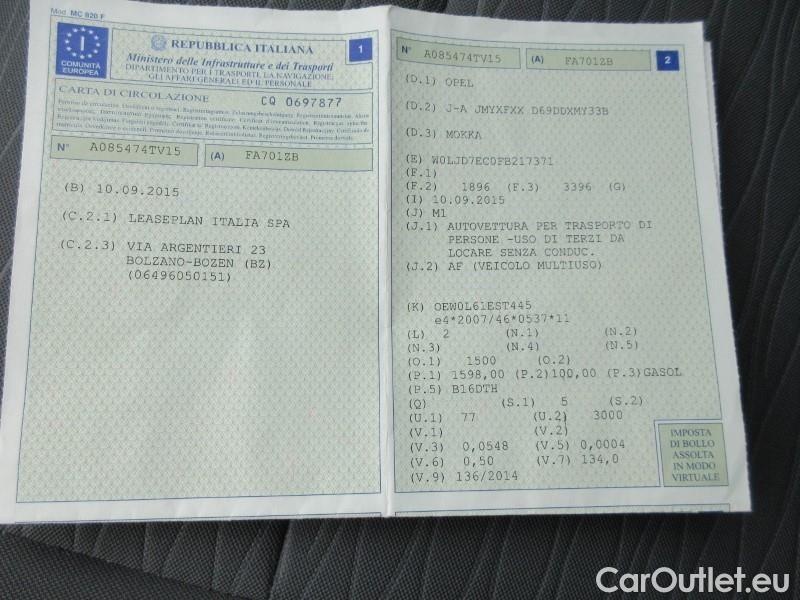 Mod. MC 820 F
I
COMUNITÀ
EUROPEA
REPUBBLICA ITALIANA
1
Ministero delle Infrastrutture e dei Trasporti
DIPARTIMENTO PER I TRASPORTI, LA NAVIGAZIONE,
GLI AFFARI GENERALI ED IL PERSONALE
CARTA DI CIRCOLAZIONE
CQ 0697877
N° A085474TV15 (A) FA701ZB
(B) 10.09.2015
(C.2.1) LEASEPLAN ITALIA SPA
(C.2.3) VIA ARGENTIERI 23
BOLZANO-BOZEN (BZ)
(06496050151)
N° A085474TV15 (A) FA701ZB 2
(D.1) OPEL
(D.2) J-A JMYXFXX D69DDXMY33B
(D.3) MOKKA
(E) W0LJD7EC0FB217371
(F.1)
(F.2) 1896 (F.3) 3396 (G)
(I) 10.09.2015
(J) M1
(J.1) AUTOVETTURA PER TRASPORTO DI
PERSONE -USO DI TERZI DA
LOCARE SENZA CONDUC.
(J.2) AF (VEICOLO MULTIUSO)
(K) OEW0L61EST445
e4*2007/46*0537*11
(L) 2 (N.1) (N.2)
(N.3) (N.4) (N.5)
(O.1) 1500 (O.2)
(P.1) 1598,00 (P.2)100,00 (P.3)GASOL
(P.5) B16DTH
(Q) (S.1) 5 (S.2)
(U.1) 77 (U.2) 3000
(V.1) (V.2)
(V.3) 0,0548 (V.5) 0,0004
(V.6) 0,50 (V.7) 134,0
(V.9) 136/2014
IMPOSTA
DI BOLLO
ASSOLTA
IN MODO
VIRTUALE
CarOutlet.eu